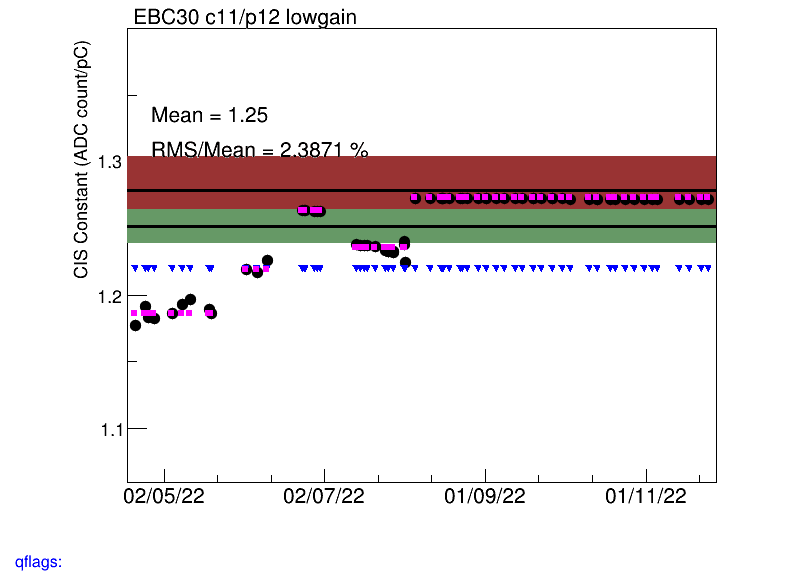 EBC30 c11/p12 lowgain
CIS Constant (ADC count/pC)
Mean = 1.25
RMS/Mean = 2.3871 %
1.3
1.2
1.1
02/05/22 02/07/22 01/09/22 01/11/22
qflags: